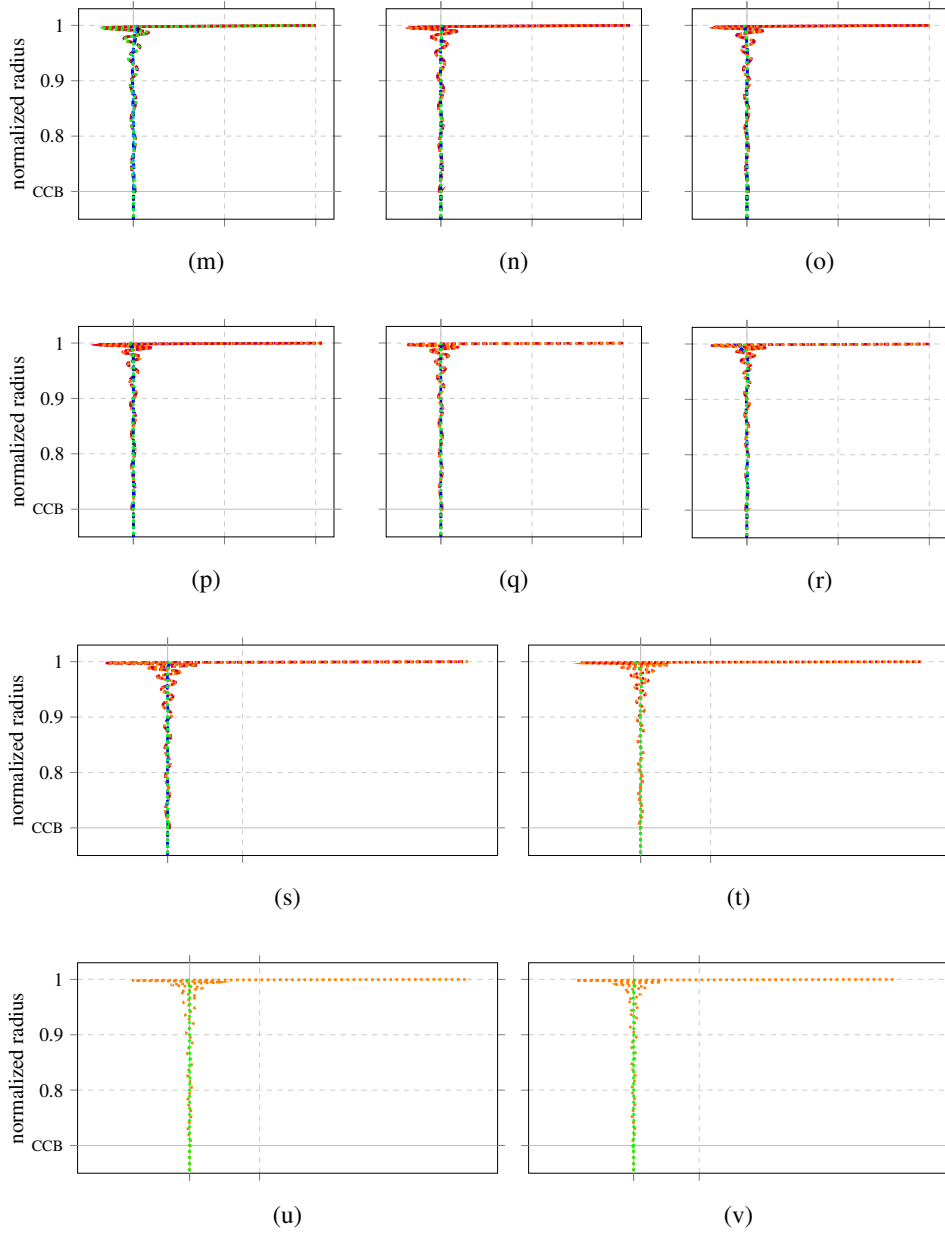 normalized radius
1
0.9
0.8
CCB
(m)
(n)
(o)
normalized radius
1
0.9
0.8
CCB
(p)
(q)
(r)
normalized radius
1
0.9
0.8
CCB
(s)
(t)
normalized radius
1
0.9
0.8
CCB
(u)
(v)